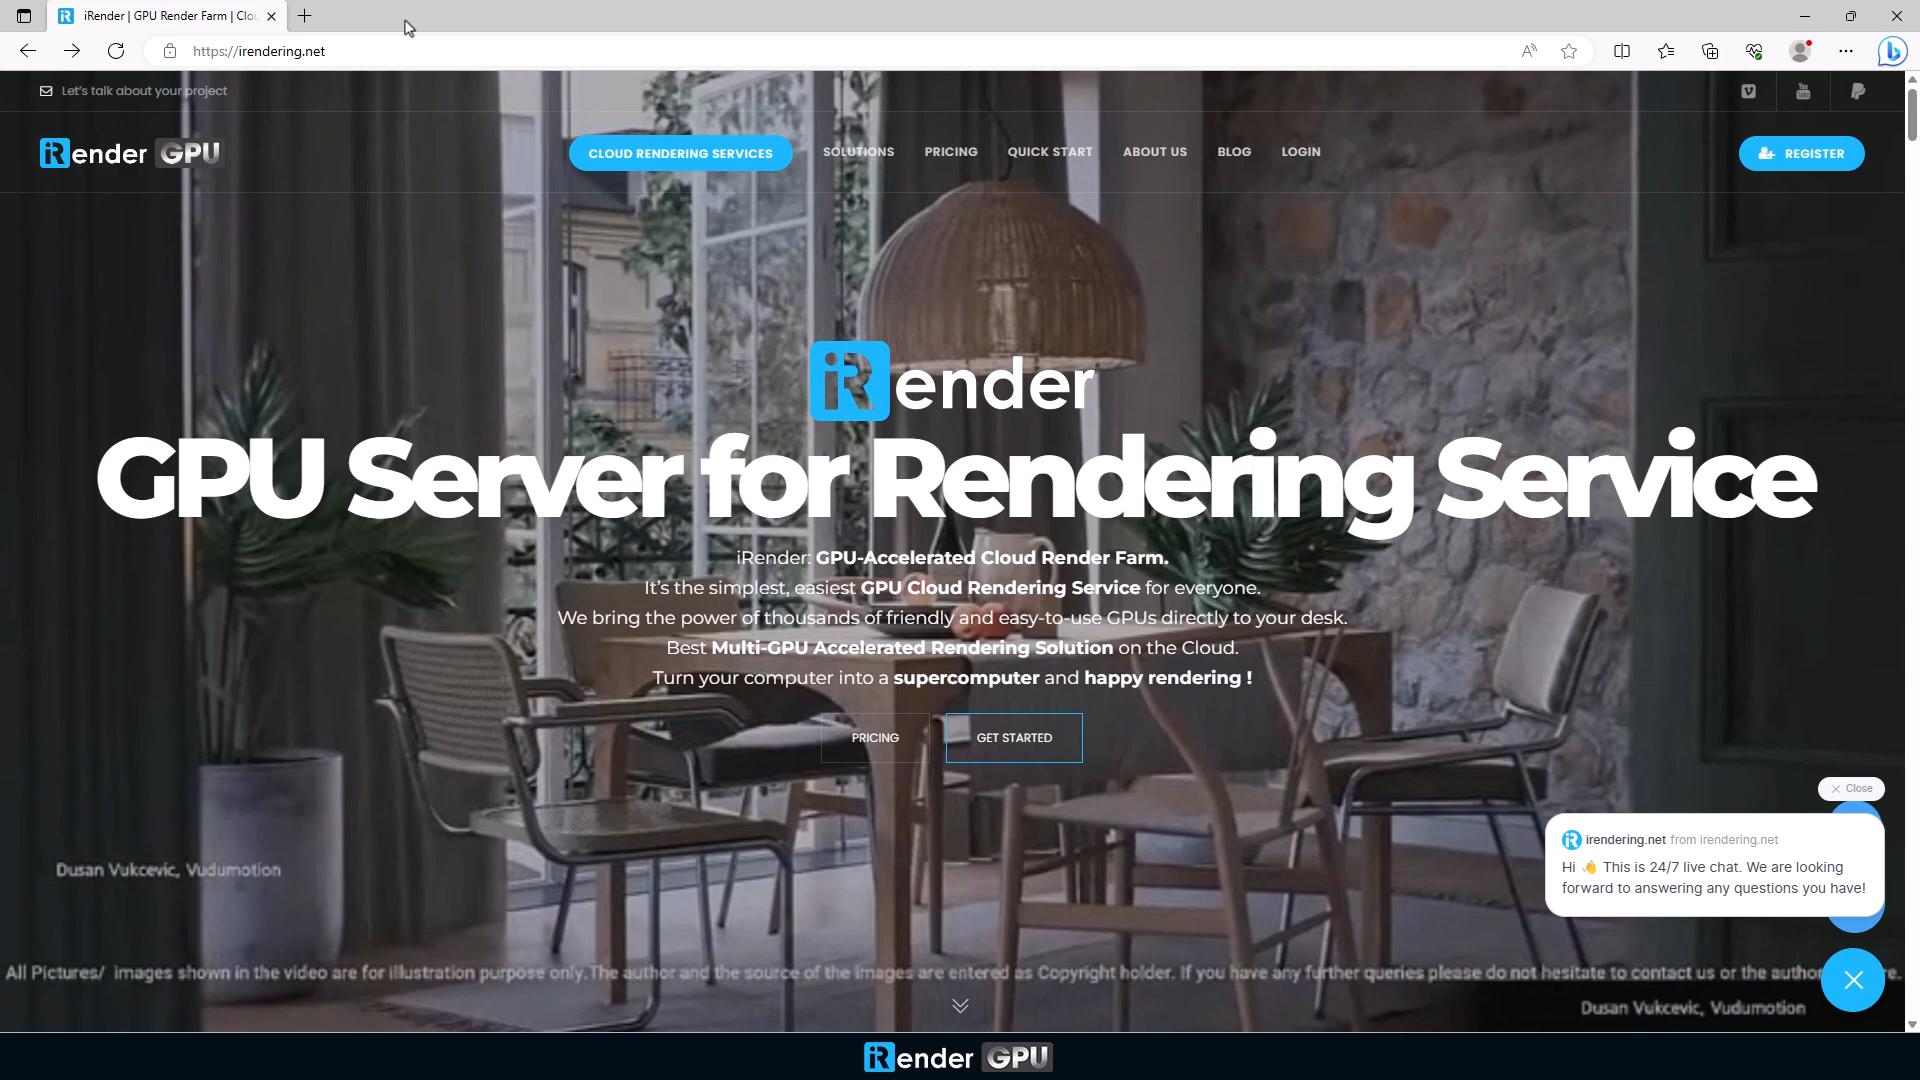 iRender | GPU Render Farm | Clou
https://irendering.net
Let's talk about your project
iRender GPU
CLOUD RENDERING SERVICES
SOLUTIONS
PRICING
QUICK START
ABOUT US
BLOG
LOGIN
REGISTER
iRender
GPU Server for Rendering Service
iRender: GPU-Accelerated Cloud Render Farm.
It's the simplest, easiest GPU Cloud Rendering Service for everyone.
We bring the power of thousands of friendly and easy-to-use GPUs directly to your desk.
Best Multi-GPU Accelerated Rendering Solution on the Cloud.
Turn your computer into a supercomputer and happy rendering !
PRICING
GET STARTED
Close
irendering.net from irendering.net
Hi 👋 This is 24/7 live chat. We are looking
forward to answering any questions you have!
Dusan Vukcevic, Vudumotion
All Pictures/ images shown in the video are for illustration purpose only.The author and the source of the images are entered as Copyright holder. If you have any further queries please do not hesitate to contact us or the author
Dusan Vukcevic, Vudumotion
iRender GPU